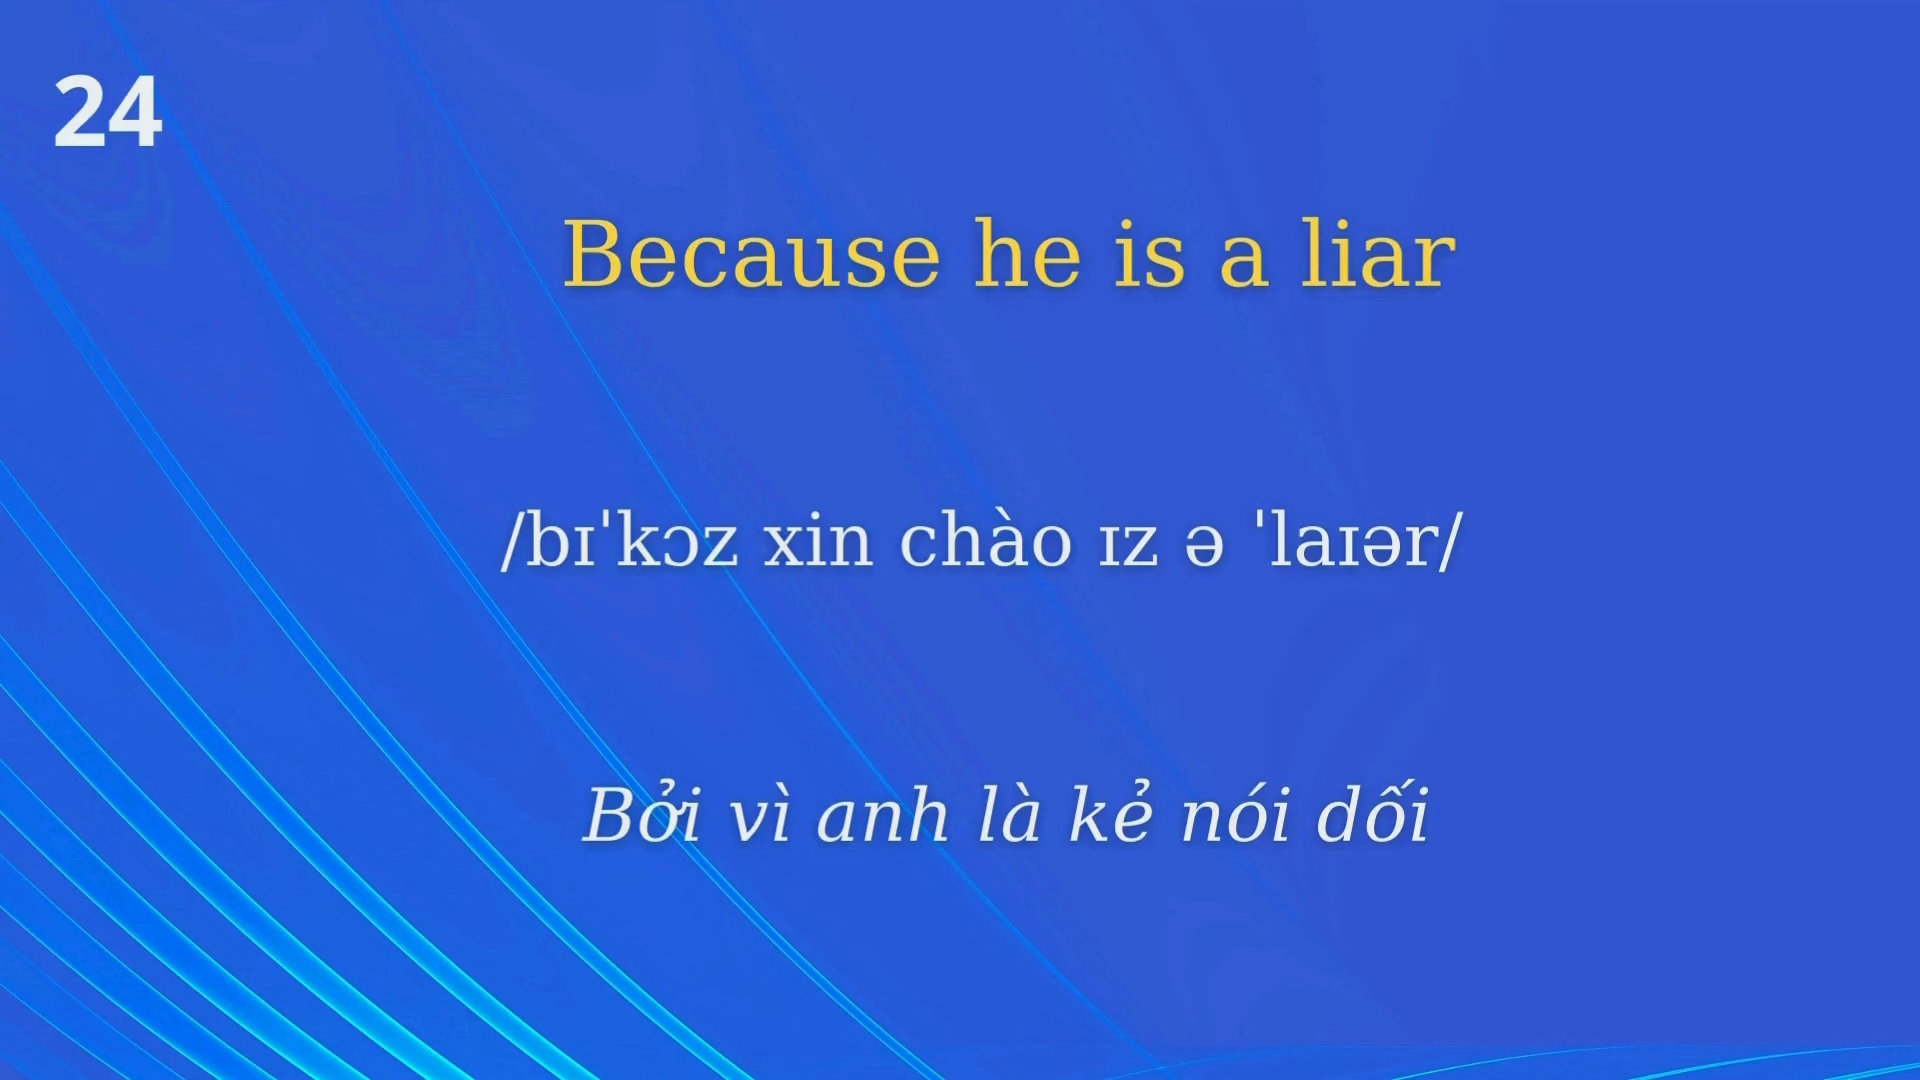 24
Because he is a liar
/bɪˈkɔz xin chào ɪz ə ˈlaɪər/
Bởi vì anh là kẻ nói dối